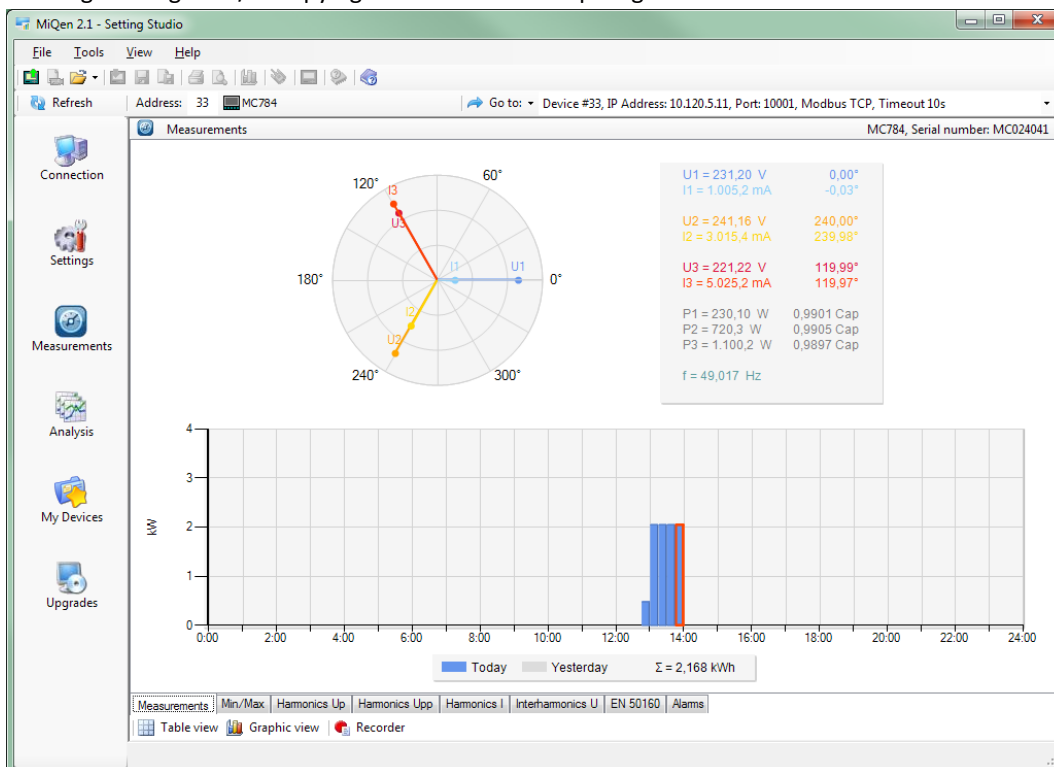 MiQen 2.1 - Setting Studio
File Tools View Help
Refresh Address: 33 MC784 Go to: Device #33, IP Address: 10.120.5.11, Port: 10001, Modbus TCP, Timeout 10s
Measurements MC784, Serial number: MC024041
Connection
Settings
Measurements
Analysis
My Devices
Upgrades
120° 60°
I3
U3
180° I1 U1 0°
I2
U2
240° 300°
U1 = 231,20 V 0,00°
I1 = 1.005,2 mA -0,03°
U2 = 241,16 V 240,00°
I2 = 3.015,4 mA 239,98°
U3 = 221,22 V 119,99°
I3 = 5.025,2 mA 119,97°
P1 = 230,10 W 0,9901 Cap
P2 = 720,3 W 0,9905 Cap
P3 = 1.100,2 W 0,9897 Cap
f = 49,017 Hz
4
3
kW
2
1
0
0:00 2:00 4:00 6:00 8:00 10:00 12:00 14:00 16:00 18:00 20:00 22:00 24:00
Today Yesterday Σ = 2,168 kWh
Measurements Min/Max Harmonics Up Harmonics Upp Harmonics I Interharmonics U EN 50160 Alarms
Table view Graphic view Recorder